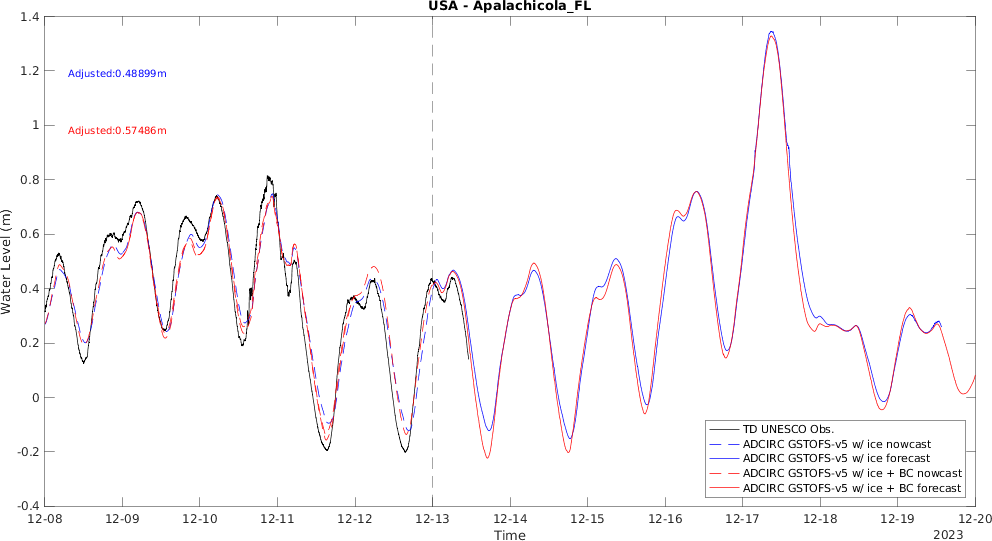 USA - Apalachicola_FL
1.4
1.2
1
0.8
0.6
0.4
0.2
0
-0.2
-0.4
Water Level (m)
Adjusted:0.48899m
Adjusted:0.57486m
TD UNESCO Obs.
ADCIRC GSTOFS-v5 w/ ice nowcast
ADCIRC GSTOFS-v5 w/ ice forecast
ADCIRC GSTOFS-v5 w/ ice + BC nowcast
ADCIRC GSTOFS-v5 w/ ice + BC forecast
12-08 12-09 12-10 12-11 12-12 12-13 12-14 12-15 12-16 12-17 12-18 12-19 12-20
Time
2023